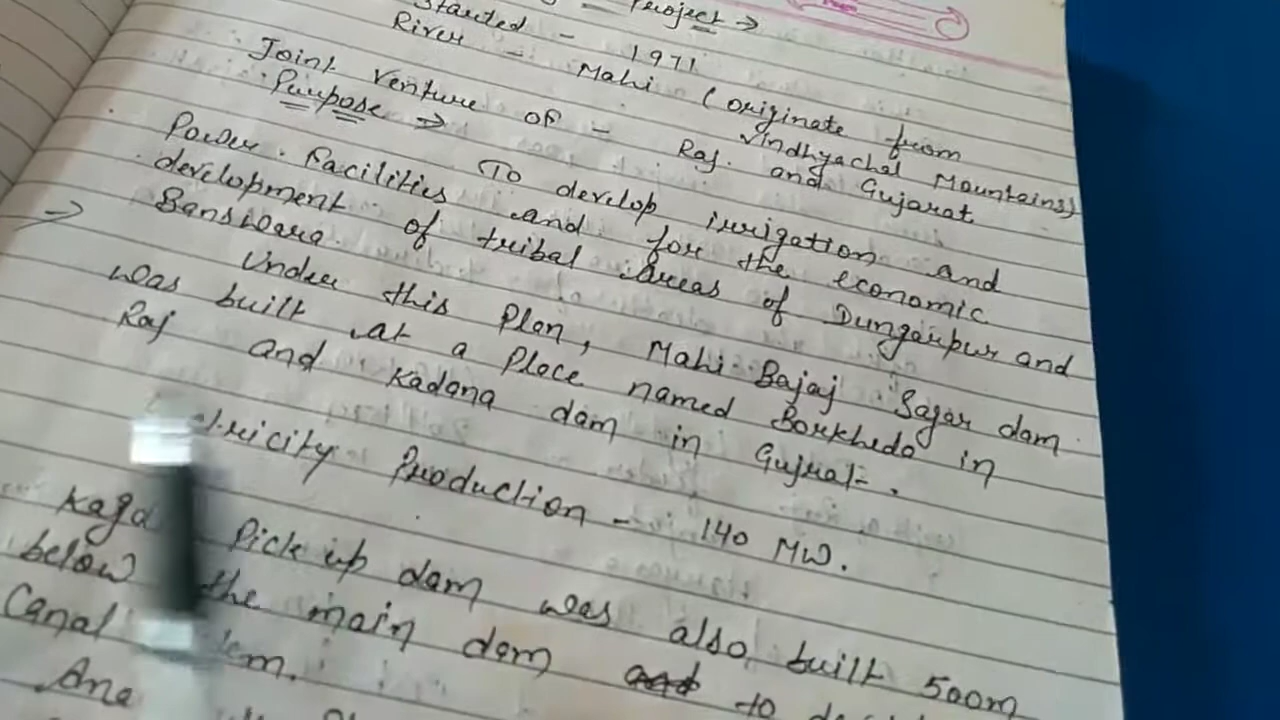 Project →
Started - 1971
River - Mahi (originate from
Vindhyachal Mountains)
Joint Venture of - Raj. and Gujarat
Purpose ⇒
To develop irrigation and
Power Facilities and for the economic
development of tribal areas of Dungarpur and
Banswara.
→ Under this Plan, Mahi Bajaj Sagar dam
was built at a Place named Borkheda in
Raj and Kadana dam in Gujrat.
Production - 140 MW.
Pick up dam was also built 500m
below the main dam to
Canal